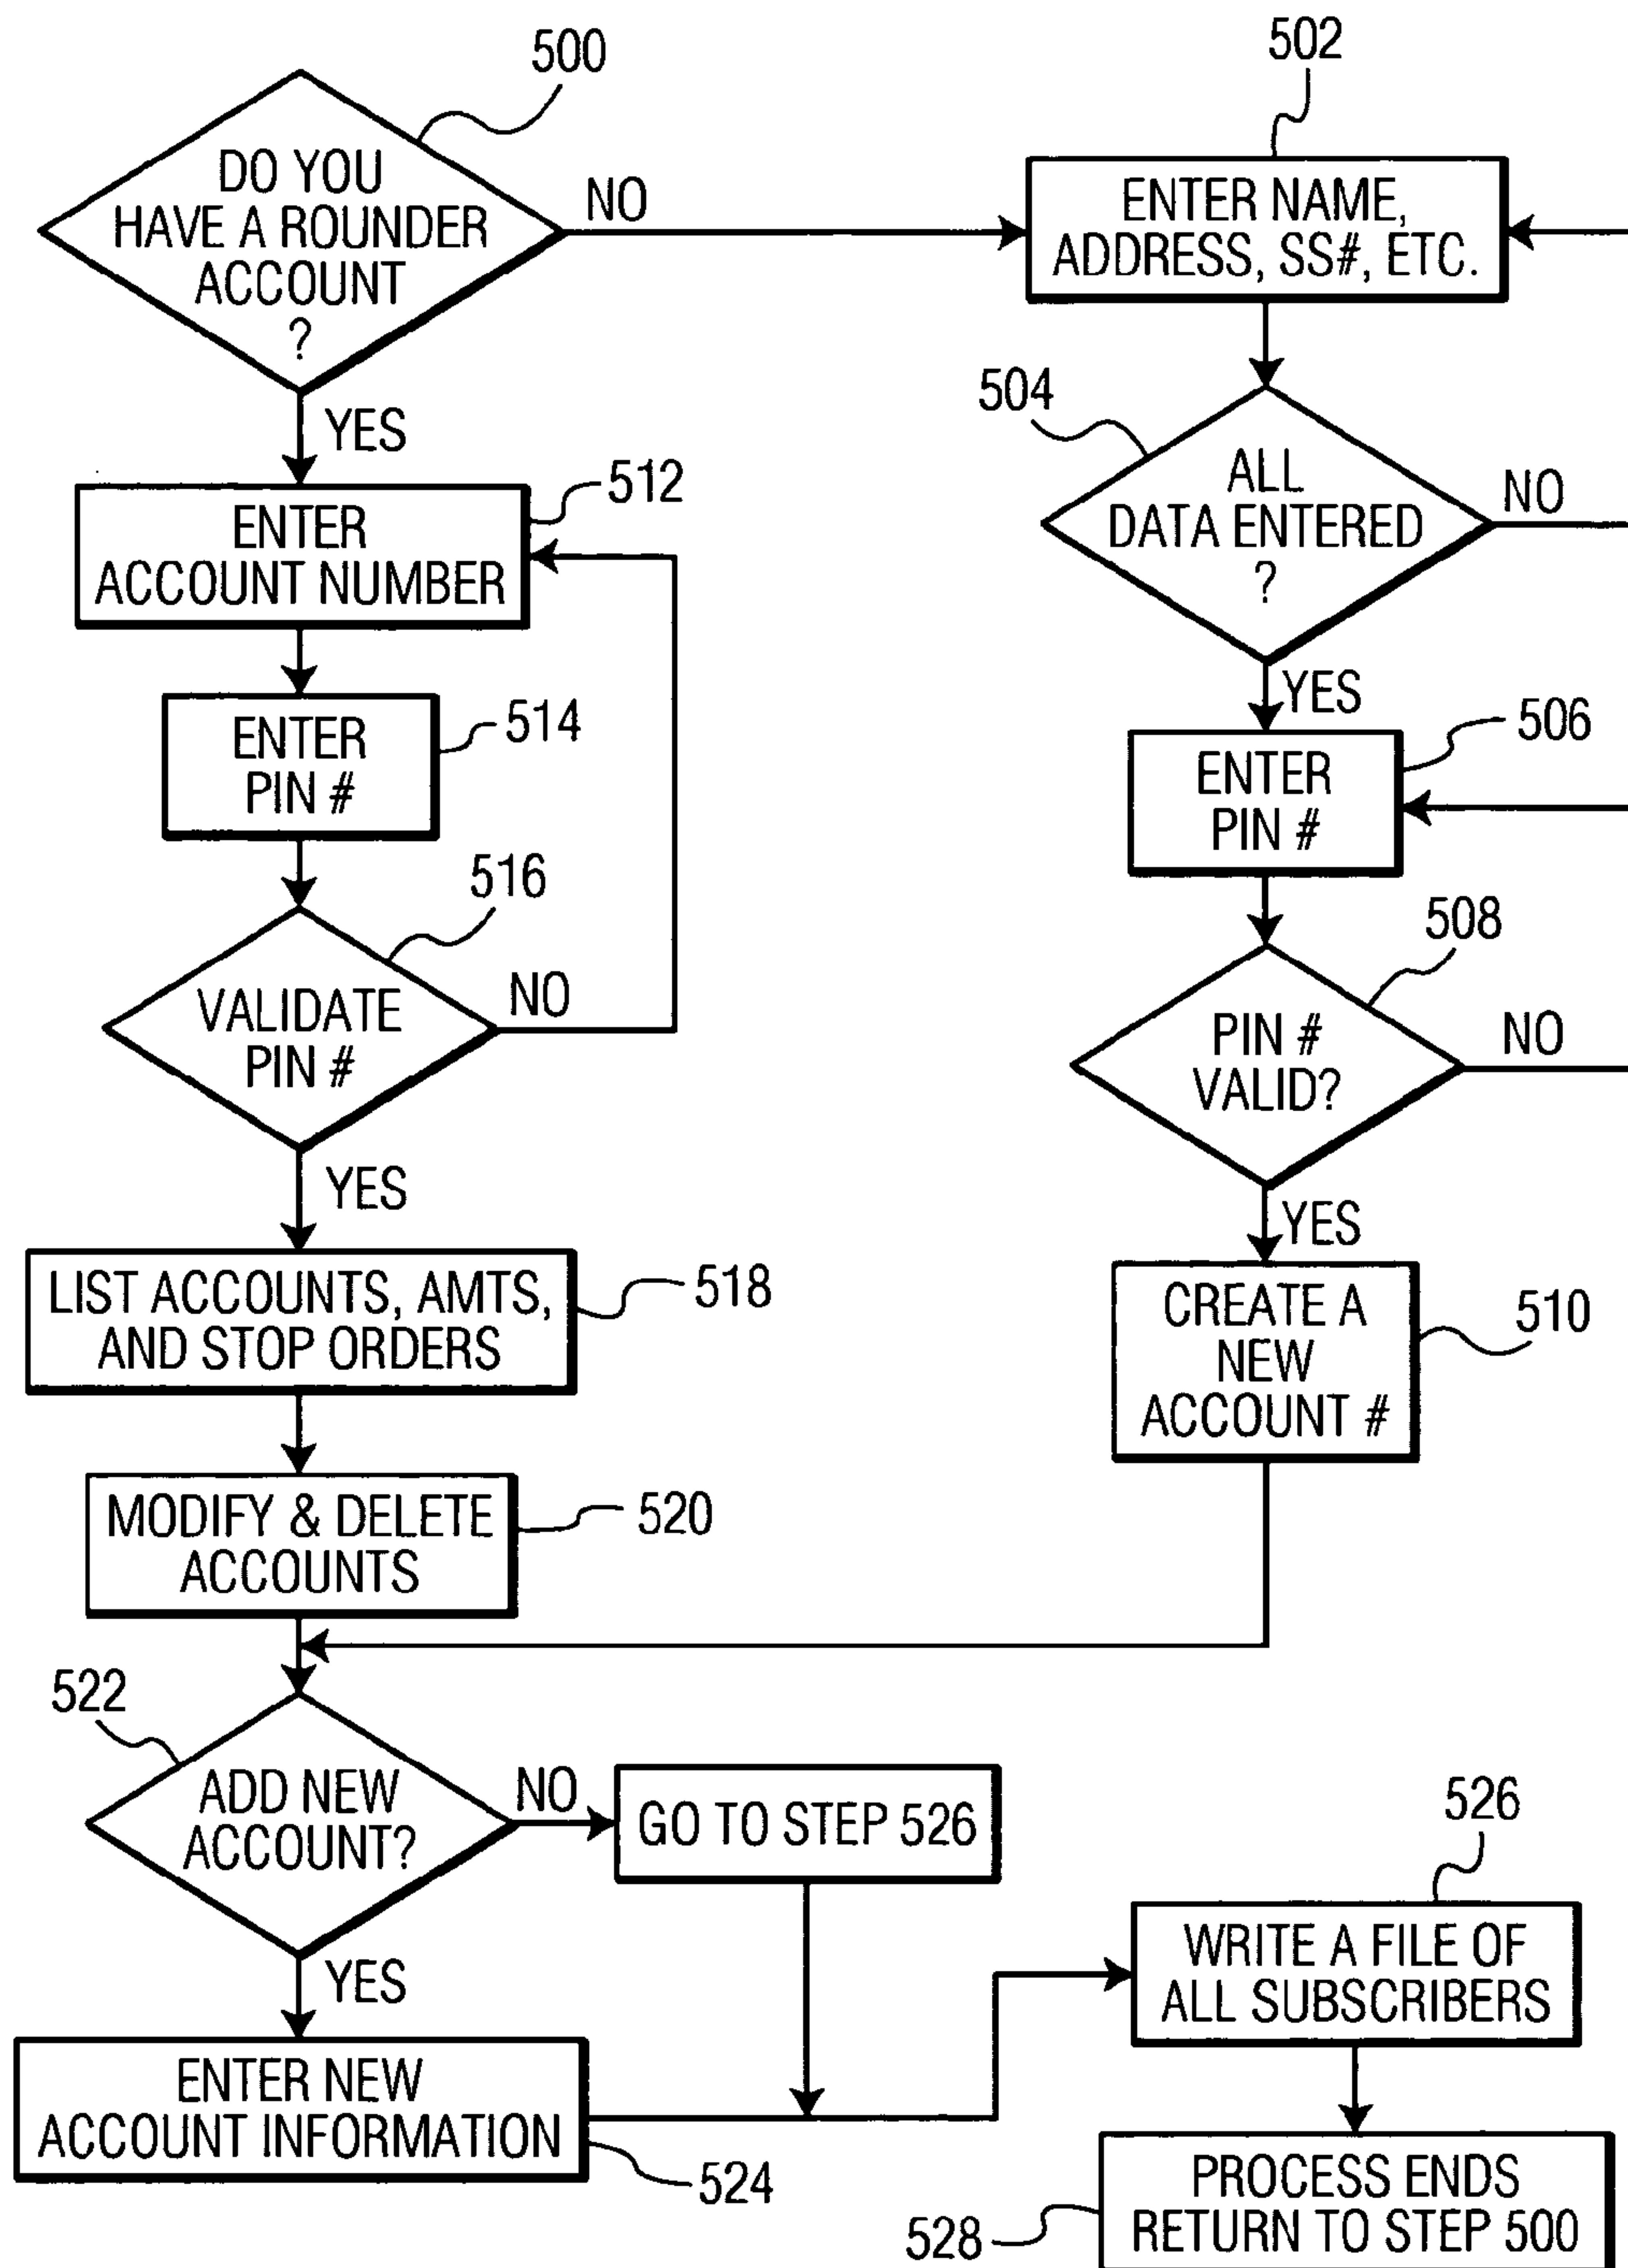 500
DO YOU
HAVE A ROUNDER
ACCOUNT
?
NO
YES
502
ENTER NAME,
ADDRESS, SS#, ETC.
504
ALL
DATA ENTERED
?
NO
YES
512
ENTER
ACCOUNT NUMBER
514
ENTER
PIN #
506
ENTER
PIN #
516
VALIDATE
PIN #
NO
YES
508
PIN #
VALID?
NO
YES
518
LIST ACCOUNTS, AMTS,
AND STOP ORDERS
510
CREATE A
NEW
ACCOUNT #
520
MODIFY & DELETE
ACCOUNTS
522
ADD NEW
ACCOUNT?
NO
GO TO STEP 526
YES
524
ENTER NEW
ACCOUNT INFORMATION
526
WRITE A FILE OF
ALL SUBSCRIBERS
528
PROCESS ENDS
RETURN TO STEP 500